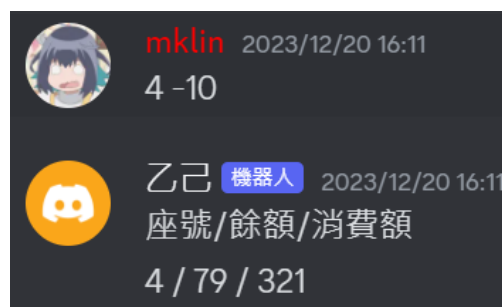 mklin 2023/12/20 16:11
4 -10
乙己 機器人 2023/12/20 16:11
座號/餘額/消費額
4 / 79 / 321